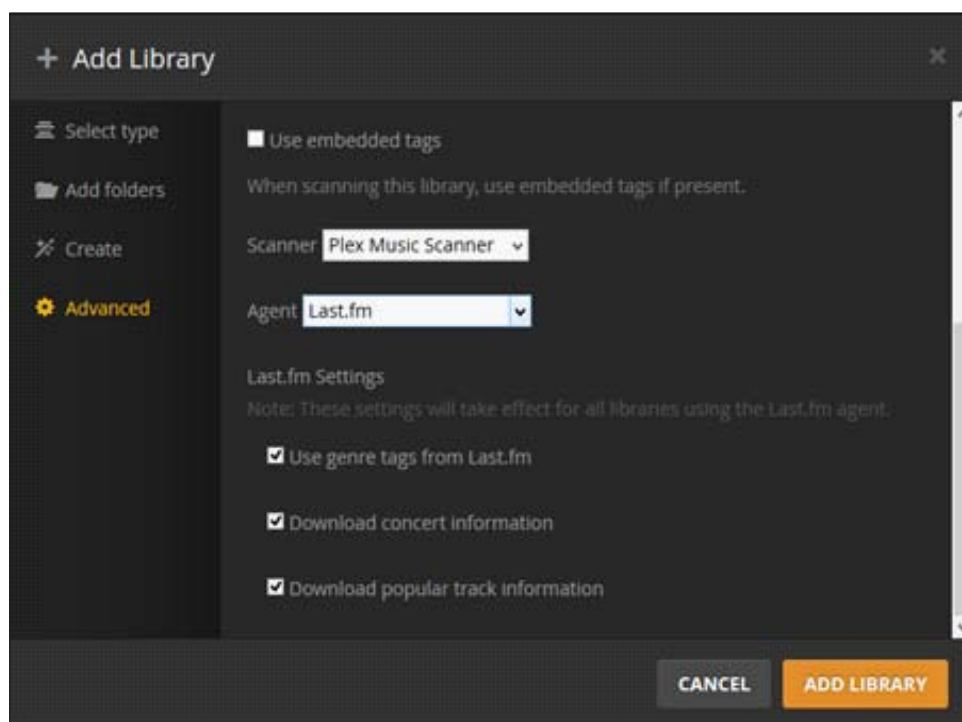 + Add Library
Select type
Add folders
Create
Advanced
Use embedded tags
When scanning this library, use embedded tags if present.
Scanner Plex Music Scanner
Agent Last.fm
Last.fm Settings
Note: These settings will take effect for all libraries using the Last.fm agent.
Use genre tags from Last.fm
Download concert information
Download popular track information
CANCEL ADD LIBRARY